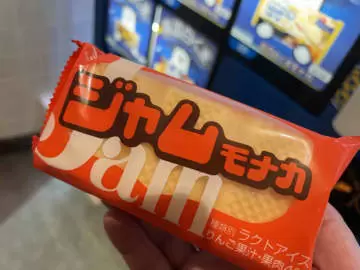 ジャムモナカ
Jam
種類別 ラクトアイス
りんご果汁・果肉